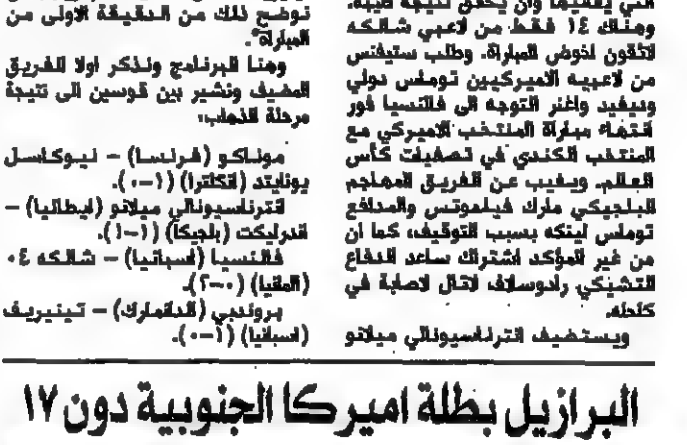 التي يقفيها وان يحقق نتيجة طيبة.
وهناك ١٤ فقط من لاعبي شالكه
لائقون لخوض المباراة. وطلب ستيفنس
من لاعبيه الاميركيين توماس دولي
وديفيد واغنر التوجه الى فالنسيا فور
انتهاء مباراة المنتخب الاميركي مع
المنتخب الكندي في تصفيات كأس
العالم. ويغيب عن الفريق المهاجم
البلجيكي مارك فيلموتس والمدافع
توماس لينكه بسبب التوقيف، كما ان
من غير المؤكد اشتراك ساعد الدفاع
التشيكي رادوسلاف لاتال لاصابة في
كاحله.
ويستضيف انترناسيونالي ميلانو
نوضح ذلك من الدقيقة الاولى من
المباراة".
وهنا البرنامج ونذكر اولا الفريق
المضيف ونشير بين قوسين الى نتيجة
مرحلة الذهاب:
موناكو (فرنسا) – نيوكاسل
يونايتد (انكلترا) (١–٠).
انترناسيونالي ميلانو (ايطاليا) –
اندرلخت (بلجيكا) (١–١).
فالنسيا (اسبانيا) – شالكه ٠٤
(المانيا) (٠–٢).
بروندبي (الدانمارك) – تينيريف
(اسبانيا) (١–٠).
البرازيل بطلة اميركا الجنوبية دون ١٧